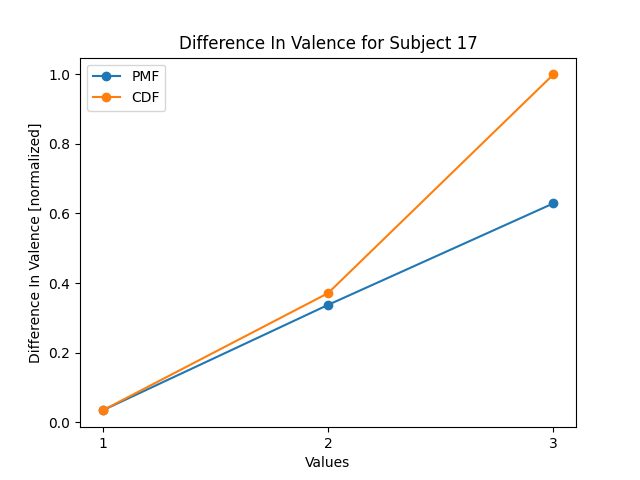 Difference In Valence for Subject 17
PMF
CDF
Difference In Valence [normalized]
1.0
0.8
0.6
0.4
0.2
0.0
1 2 3
Values